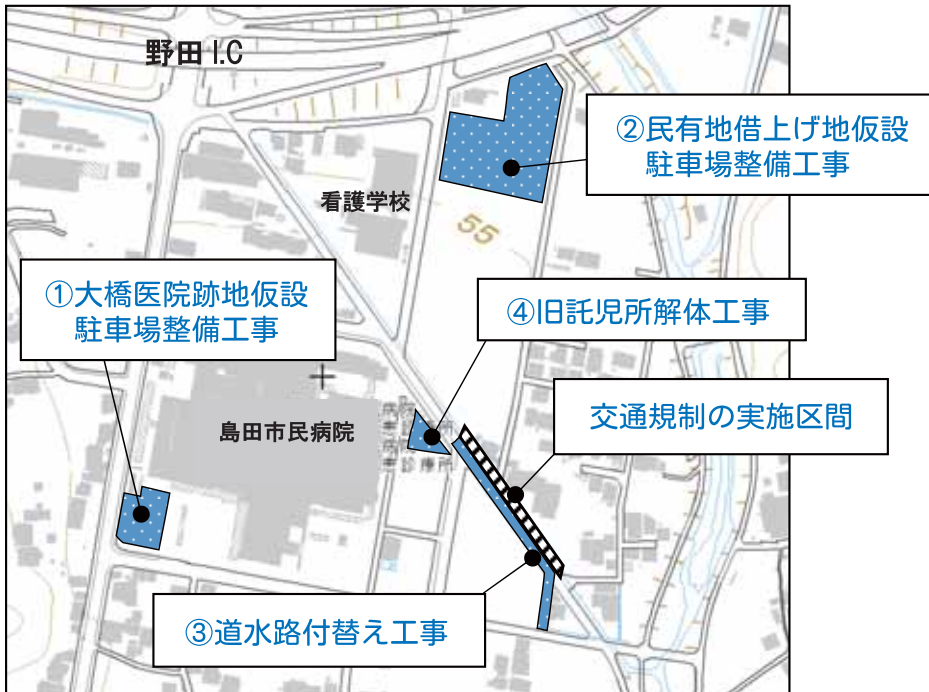 野田I.C
②民有地借上げ地仮設
駐車場整備工事
看護学校
55
①大橋医院跡地仮設
駐車場整備工事
④旧託児所解体工事
島田市民病院
交通規制の実施区間
③道水路付替え工事